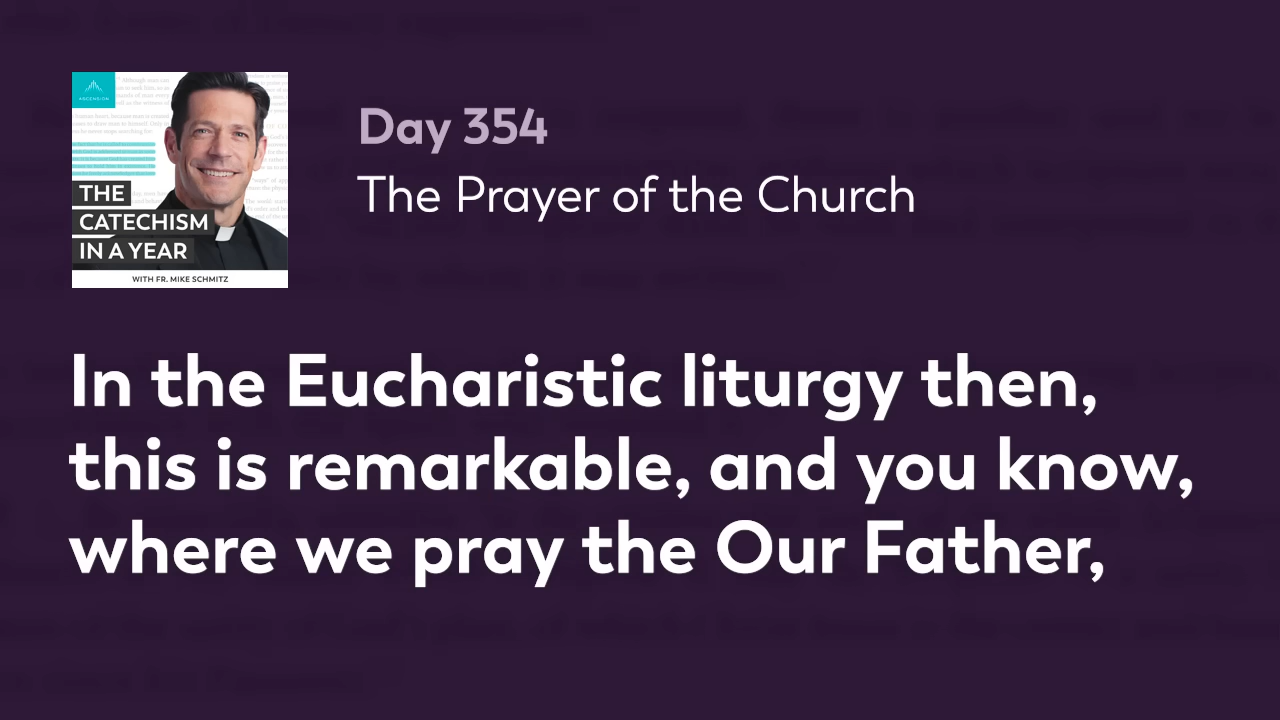 ASCENSION
THE
CATECHISM
IN A YEAR
WITH FR. MIKE SCHMITZ
Day 354
The Prayer of the Church
In the Eucharistic liturgy then,
this is remarkable, and you know,
where we pray the Our Father,